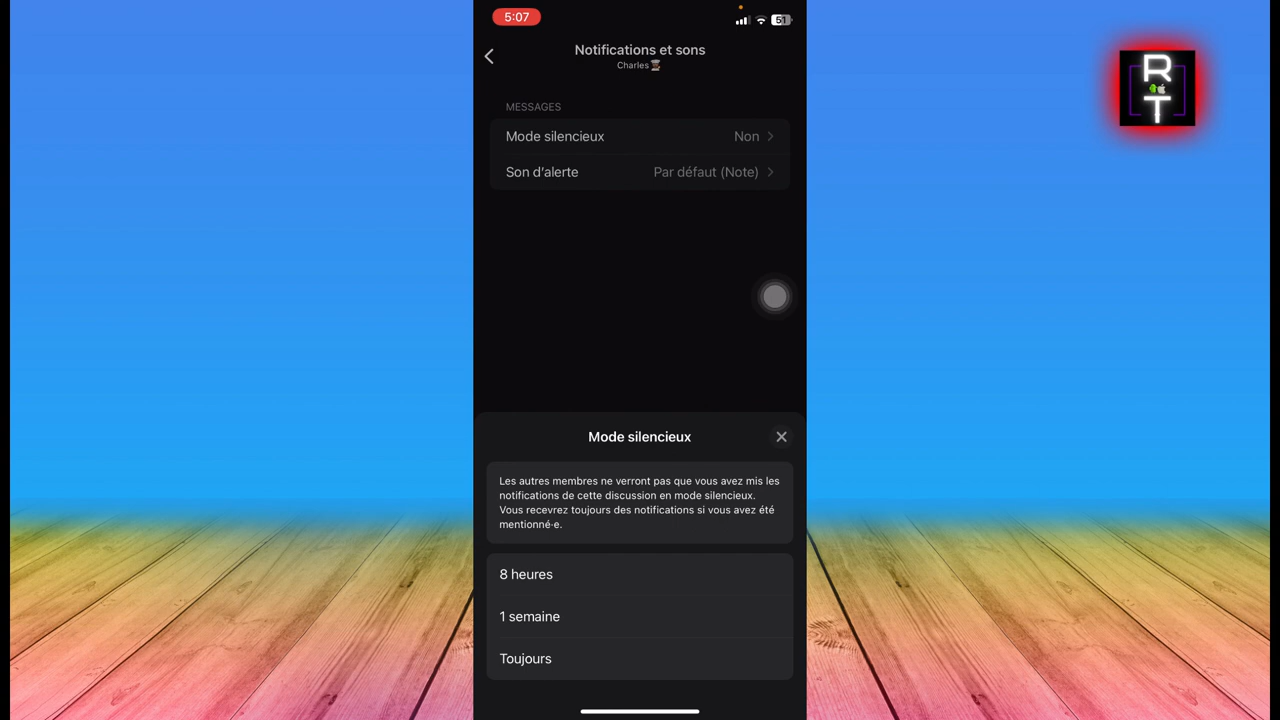 5:07
51
Notifications et sons
Charles
MESSAGES
Mode silencieux Non
Son d'alerte Par défaut (Note)
Mode silencieux
Les autres membres ne verront pas que vous avez mis les
notifications de cette discussion en mode silencieux.
Vous recevrez toujours des notifications si vous avez été
mentionné·e.
8 heures
1 semaine
Toujours
R
T